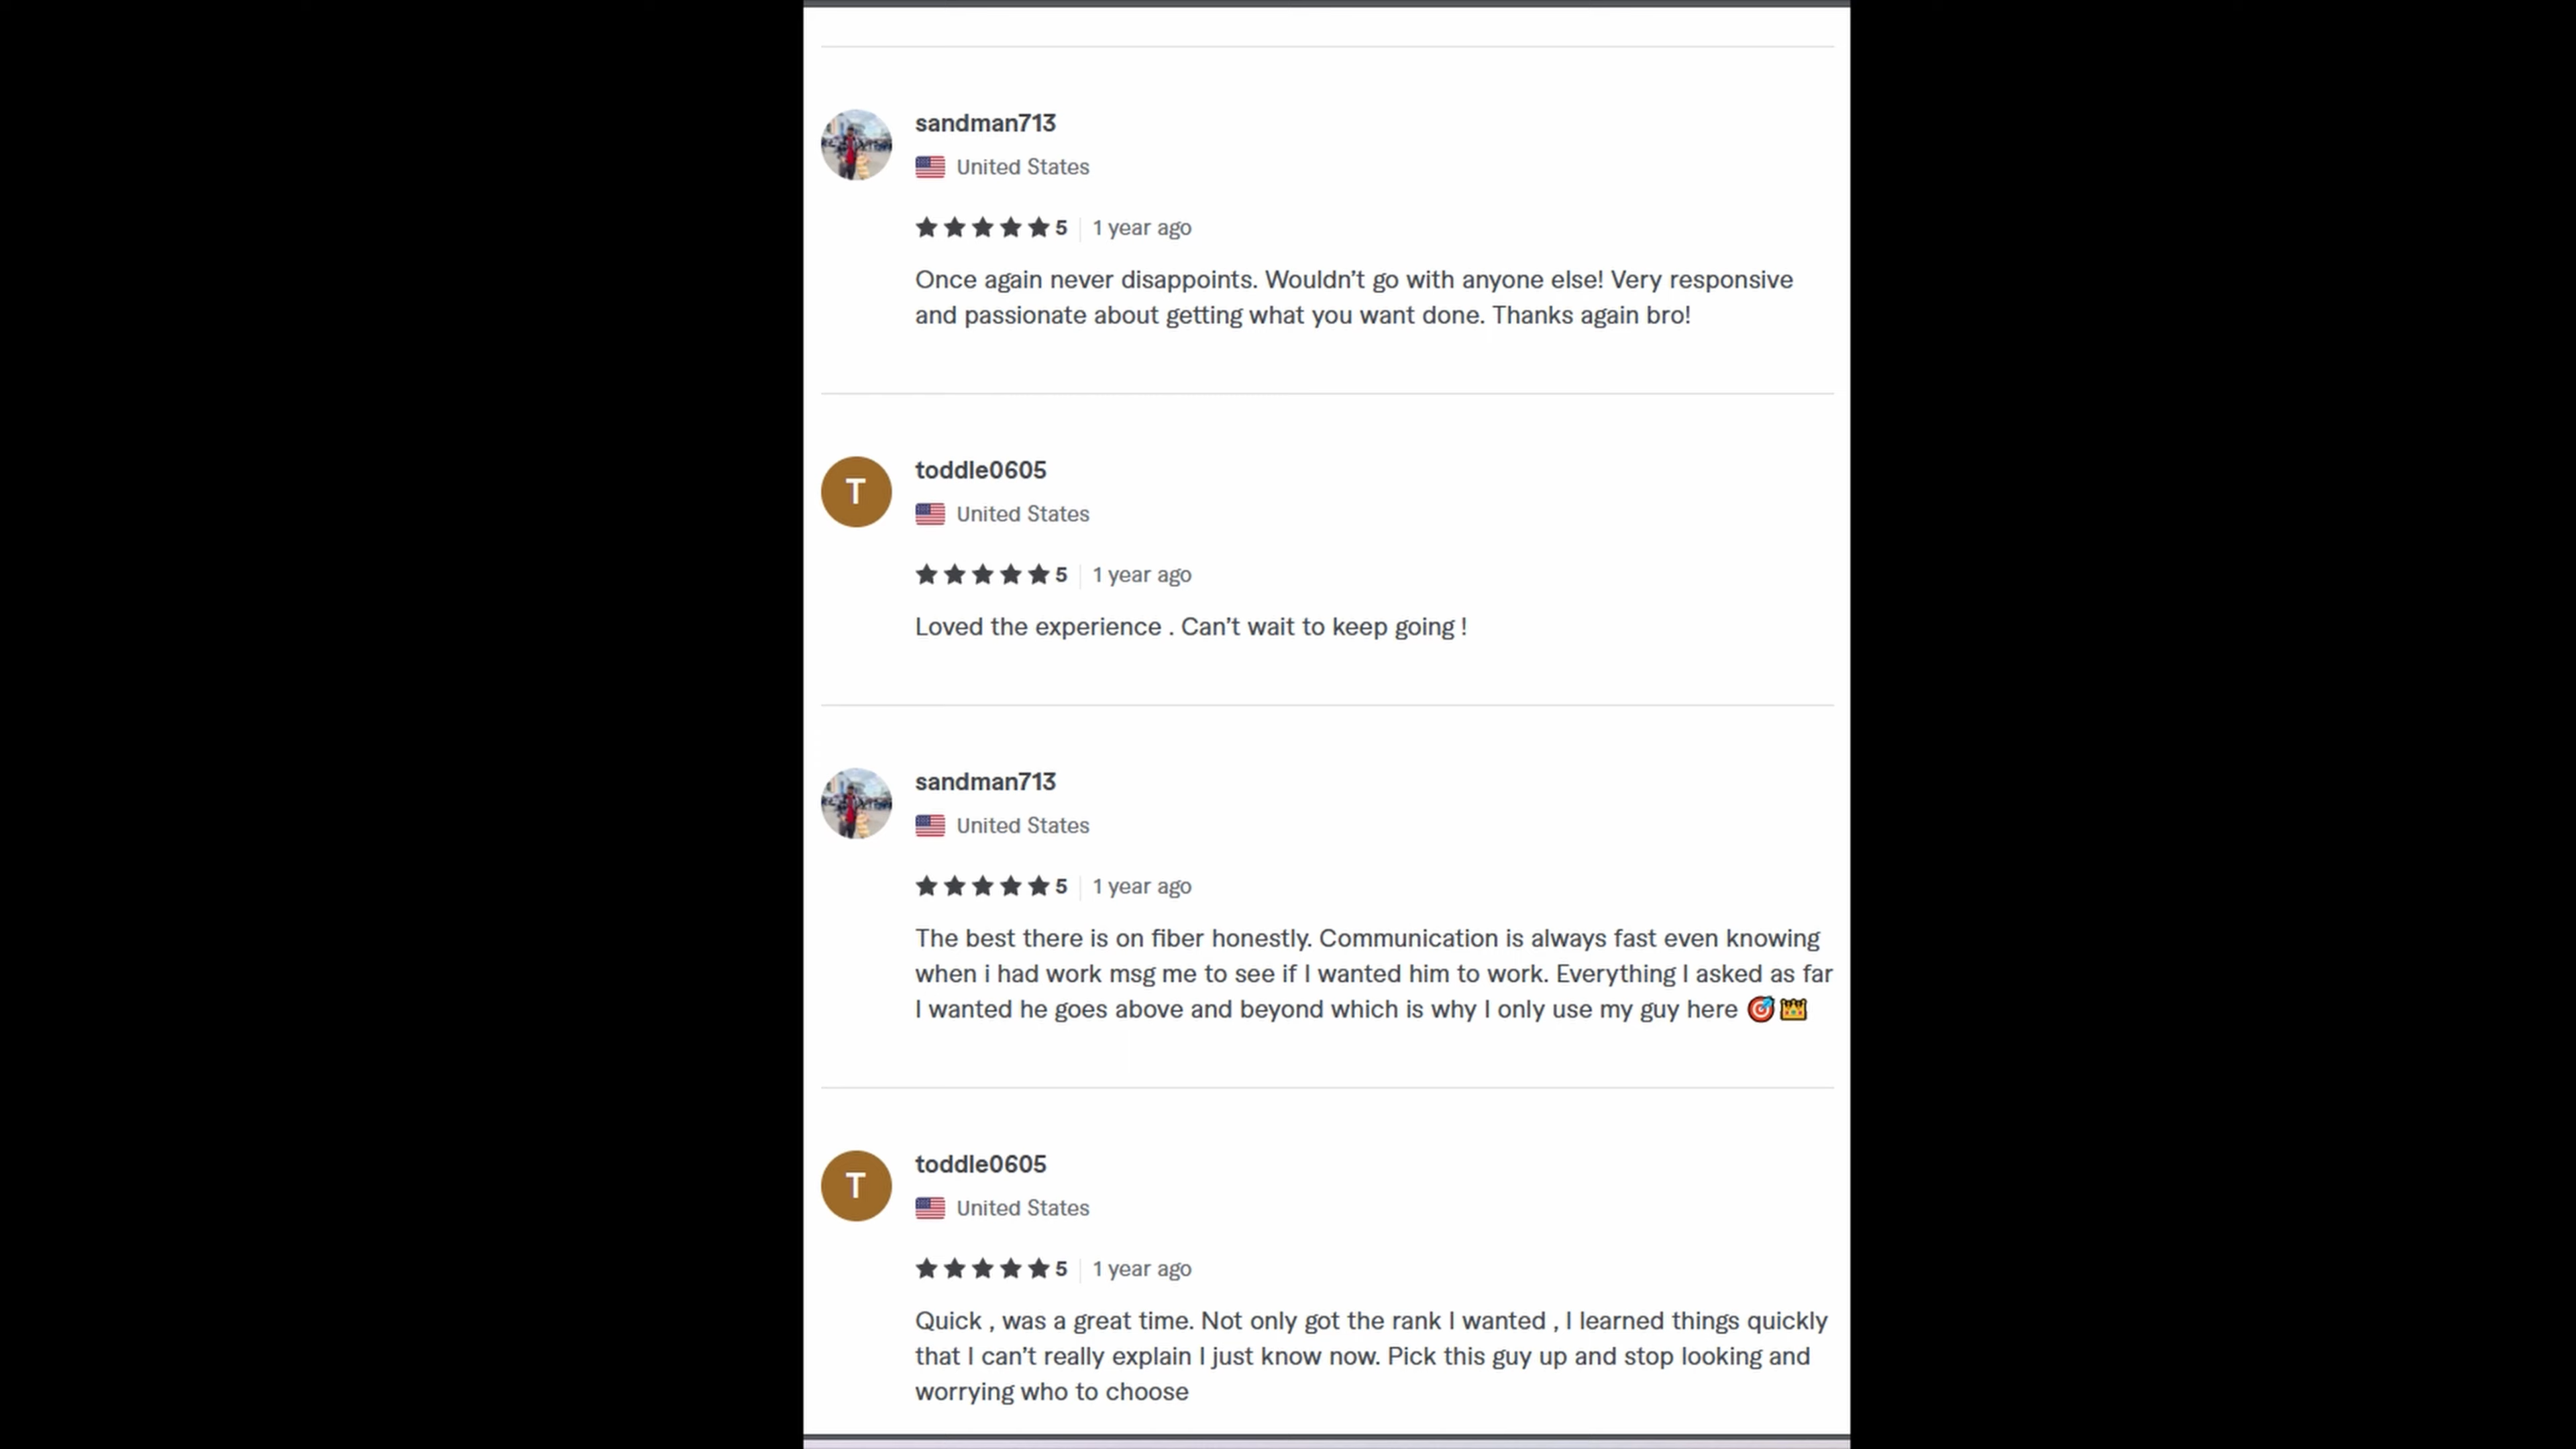 sandman713
United States
5 1 year ago
Once again never disappoints. Wouldn’t go with anyone else! Very responsive
and passionate about getting what you want done. Thanks again bro!
T
toddle0605
United States
5 1 year ago
Loved the experience . Can’t wait to keep going !
sandman713
United States
5 1 year ago
The best there is on fiber honestly. Communication is always fast even knowing
when i had work msg me to see if I wanted him to work. Everything I asked as far
I wanted he goes above and beyond which is why I only use my guy here 🎯👑
T
toddle0605
United States
5 1 year ago
Quick , was a great time. Not only got the rank I wanted , I learned things quickly
that I can’t really explain I just know now. Pick this guy up and stop looking and
worrying who to choose